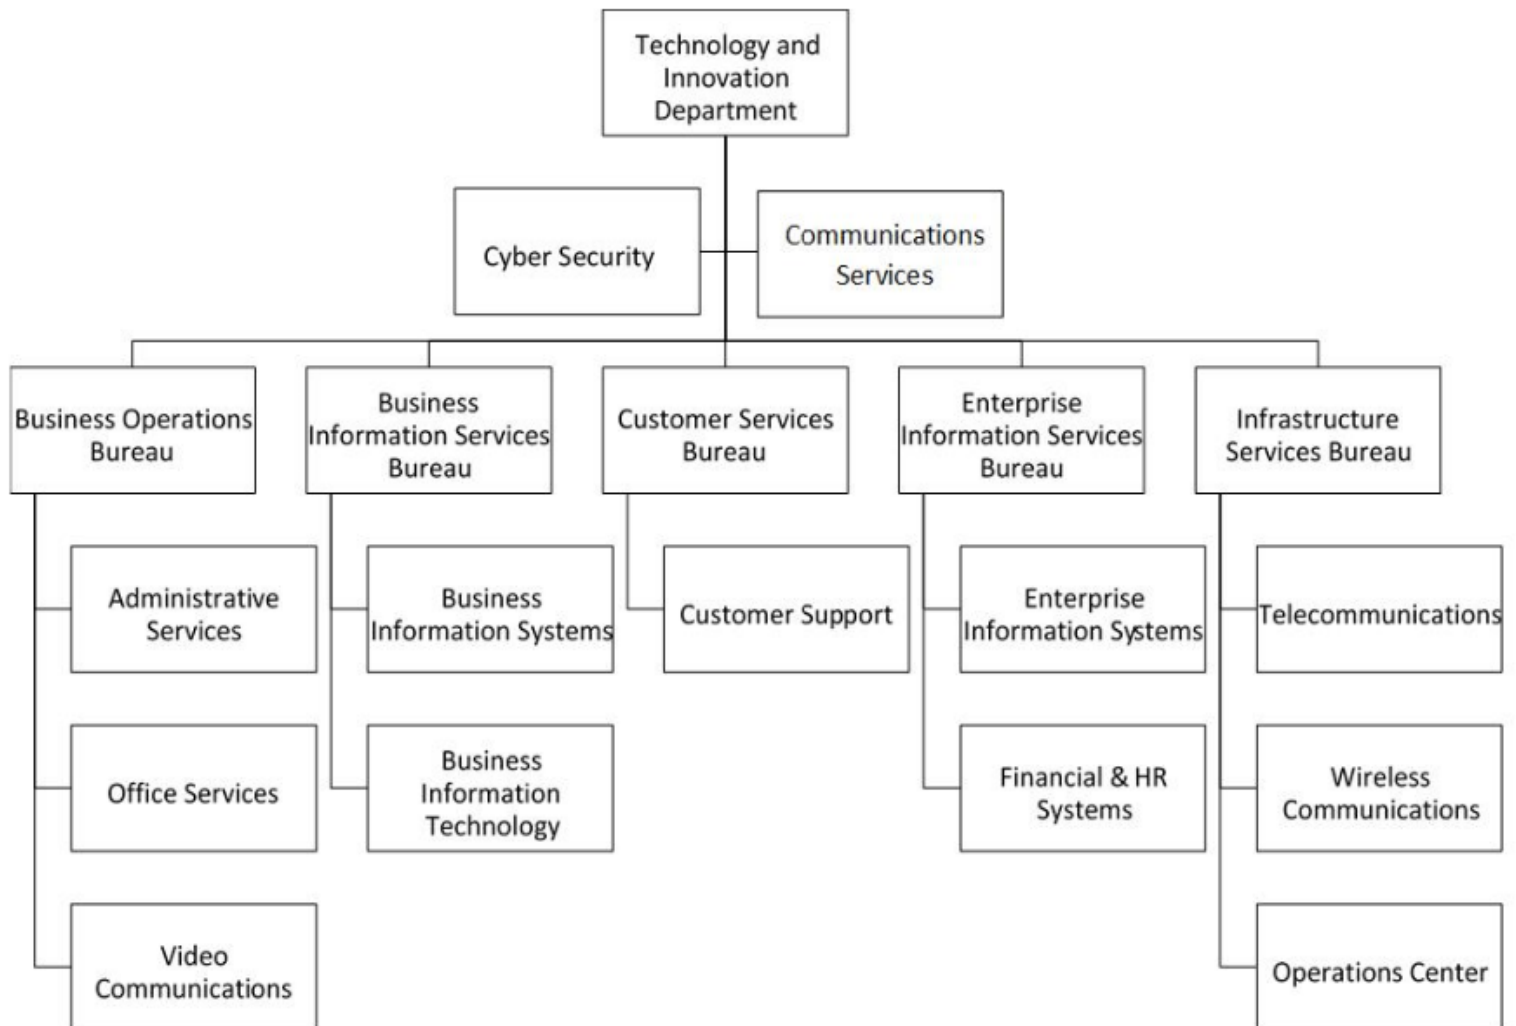 Technology and
Innovation
Department
Cyber Security
Communications
Services
Business Operations
Bureau
Business
Information Services
Bureau
Customer Services
Bureau
Enterprise
Information Services
Bureau
Infrastructure
Services Bureau
Administrative
Services
Business
Information Systems
Customer Support
Enterprise
Information Systems
Telecommunications
Office Services
Business
Information
Technology
Financial & HR
Systems
Wireless
Communications
Video
Communications
Operations Center